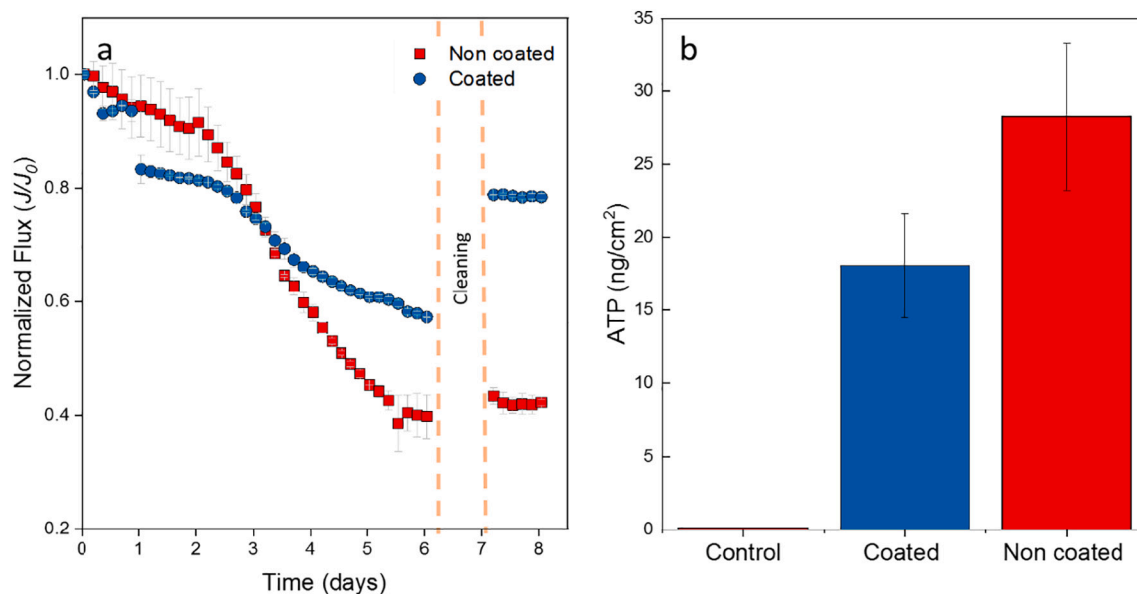 a
Non coated
Coated
Normalized Flux (J/J0)
1.0
0.8
0.6
0.4
0.2
Cleaning
0 1 2 3 4 5 6 7 8
Time (days)
b
ATP (ng/cm²)
35
30
25
20
15
10
5
0
Control Coated Non coated